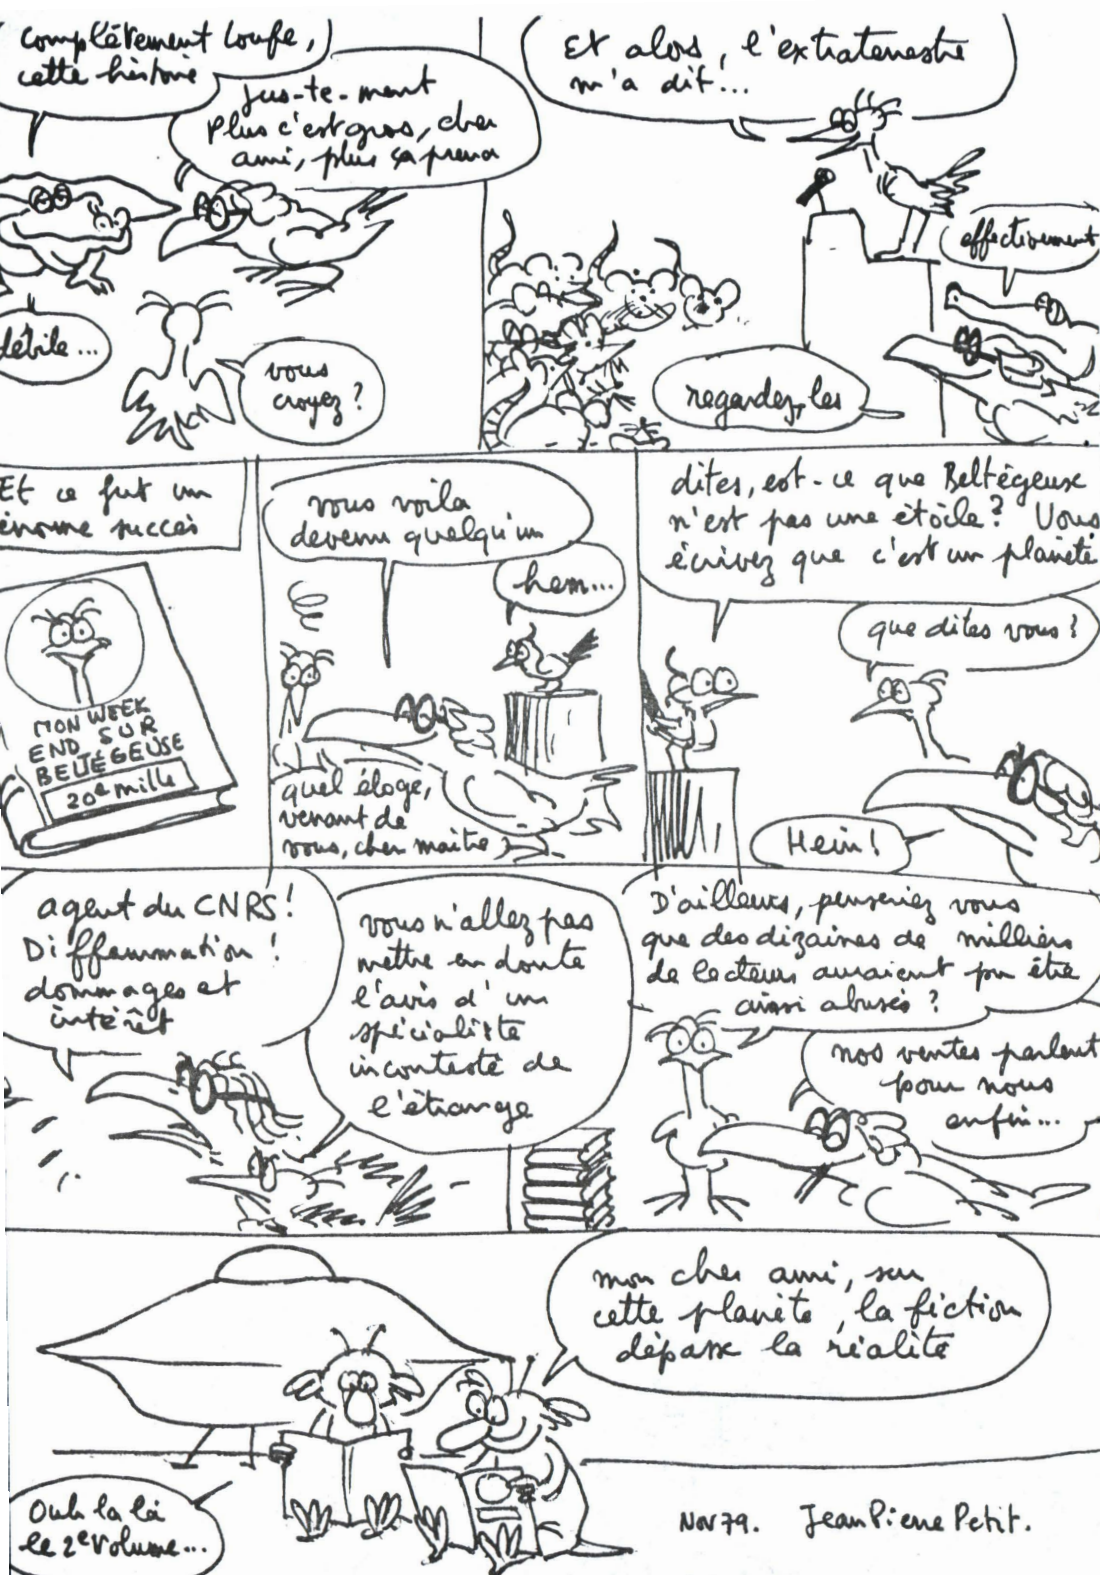 complètement loufe,
cette histoire
jus-te-ment
Plus c'est gros, cher
ami, plus ça prend
débile...
vous
croyez ?
Et alors, l'extraterrestre
m'a dit...
effectivement
regardez, les
Et ce fut un
énorme succès
MON WEEK
END SUR
BELTÉGEUSE
20e mille
vous voila
devenu quelqu'un
hem...
quel éloge,
venant de
vous, cher maitre
dites, est-ce que Beltégeuse
n'est pas une étoile ? Vous
écrivez que c'est un planète
que dites vous ?
Hein !
agent du CNRS !
Diffammation !
dommages et
intérêt
vous n'allez pas
mettre en doute
l'avis d'un
spécialiste
incontesté de
l'étrange
D'ailleurs, penseriez vous
que des dizaines de milliers
de lecteurs auraient pu être
ainsi abusés ?
nos ventes parlent
pour nous
enfin...
mon cher ami, sur
cette planète, la fiction
dépasse la réalité
Ouh la la
le 2e volume...
Nov 79. Jean Pierre Petit.